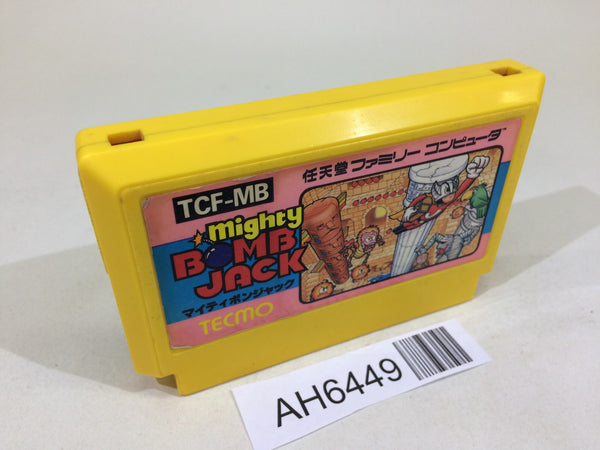 TCF-MB
任天堂 ファミリー コンピュータ
mighty
BOMB
JACK
マイティボンジャック
TECMO
AH6449